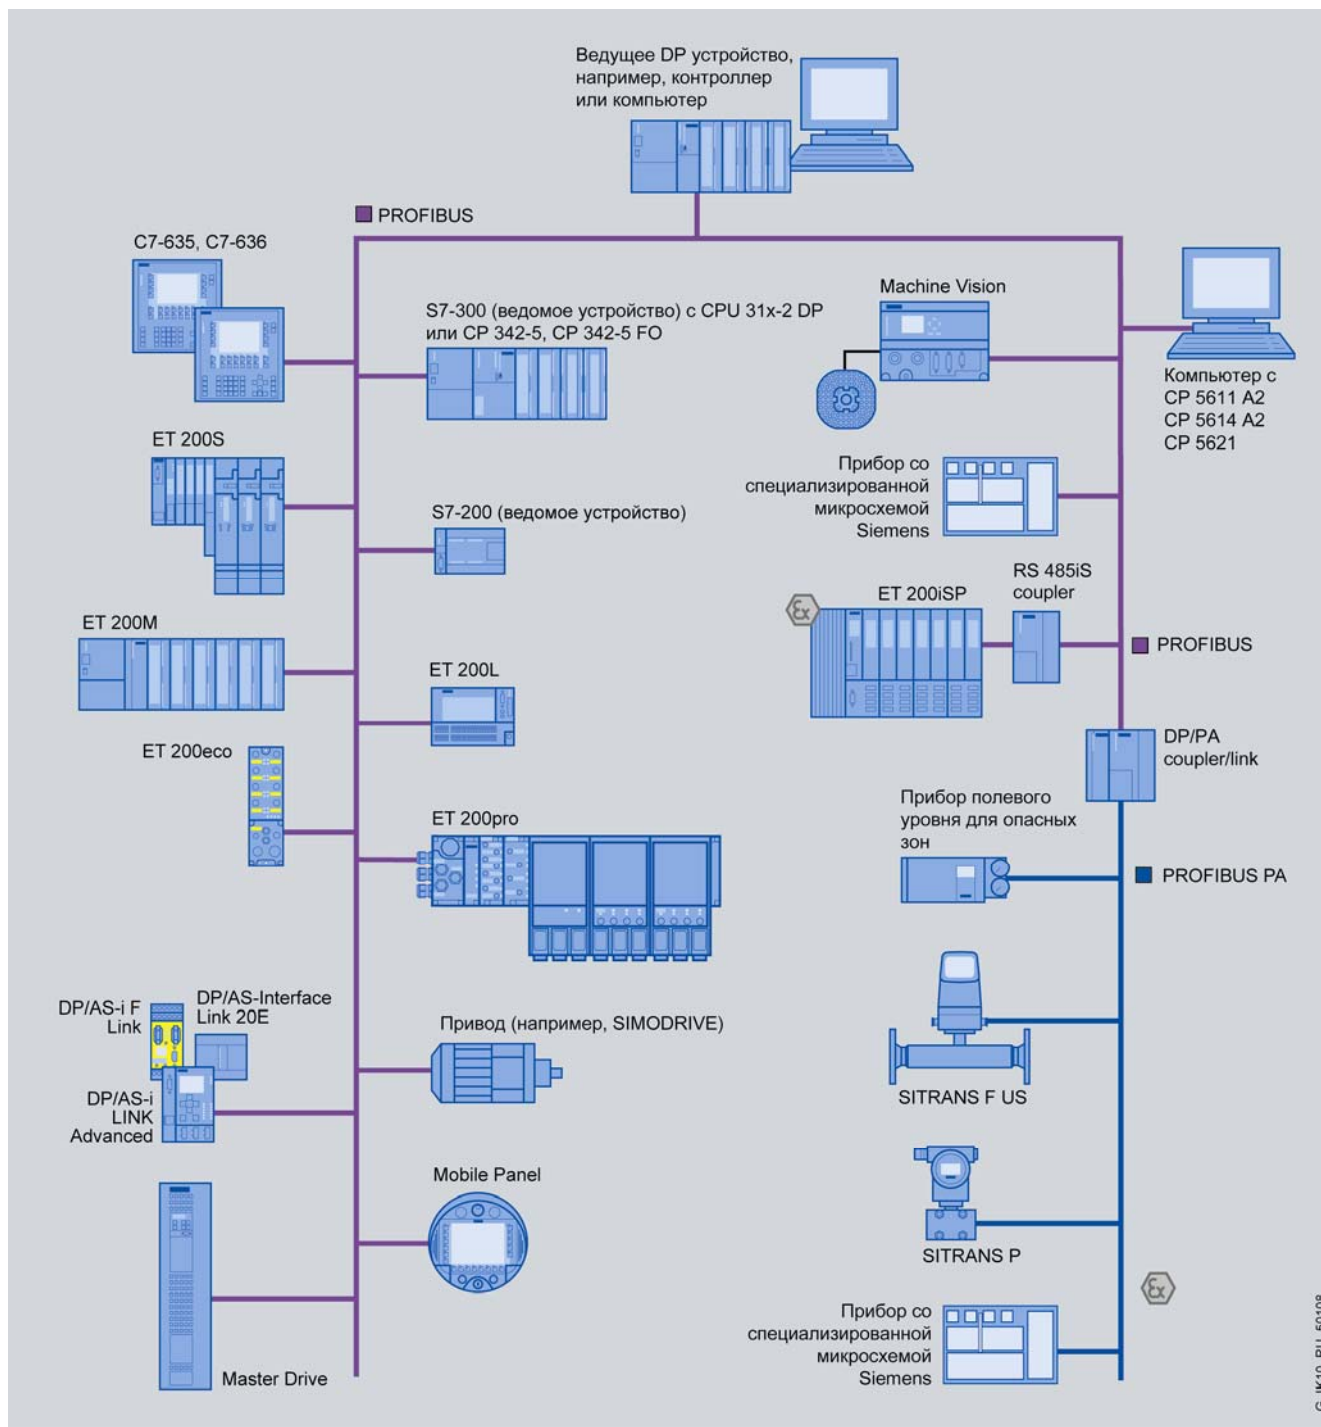 Ведущее DP устройство,
например, контроллер
или компьютер
PROFIBUS
C7-635, C7-636
S7-300 (ведомое устройство) с CPU 31x-2 DP
или CP 342-5, CP 342-5 FO
Machine Vision
Компьютер с
CP 5611 A2
CP 5614 A2
CP 5621
ET 200S
Прибор со
специализированной
микросхемой
Siemens
S7-200 (ведомое устройство)
RS 485iS
coupler
ET 200iSP
Ex
ET 200M
PROFIBUS
ET 200L
DP/PA
coupler/link
ET 200eco
Прибор полевого
уровня для опасных
зон
ET 200pro
PROFIBUS PA
DP/AS-i F
Link
DP/AS-Interface
Link 20E
Привод (например, SIMODRIVE)
SITRANS F US
DP/AS-i
LINK
Advanced
Mobile Panel
SITRANS P
Ex
Прибор со
специализированной
микросхемой
Siemens
Master Drive